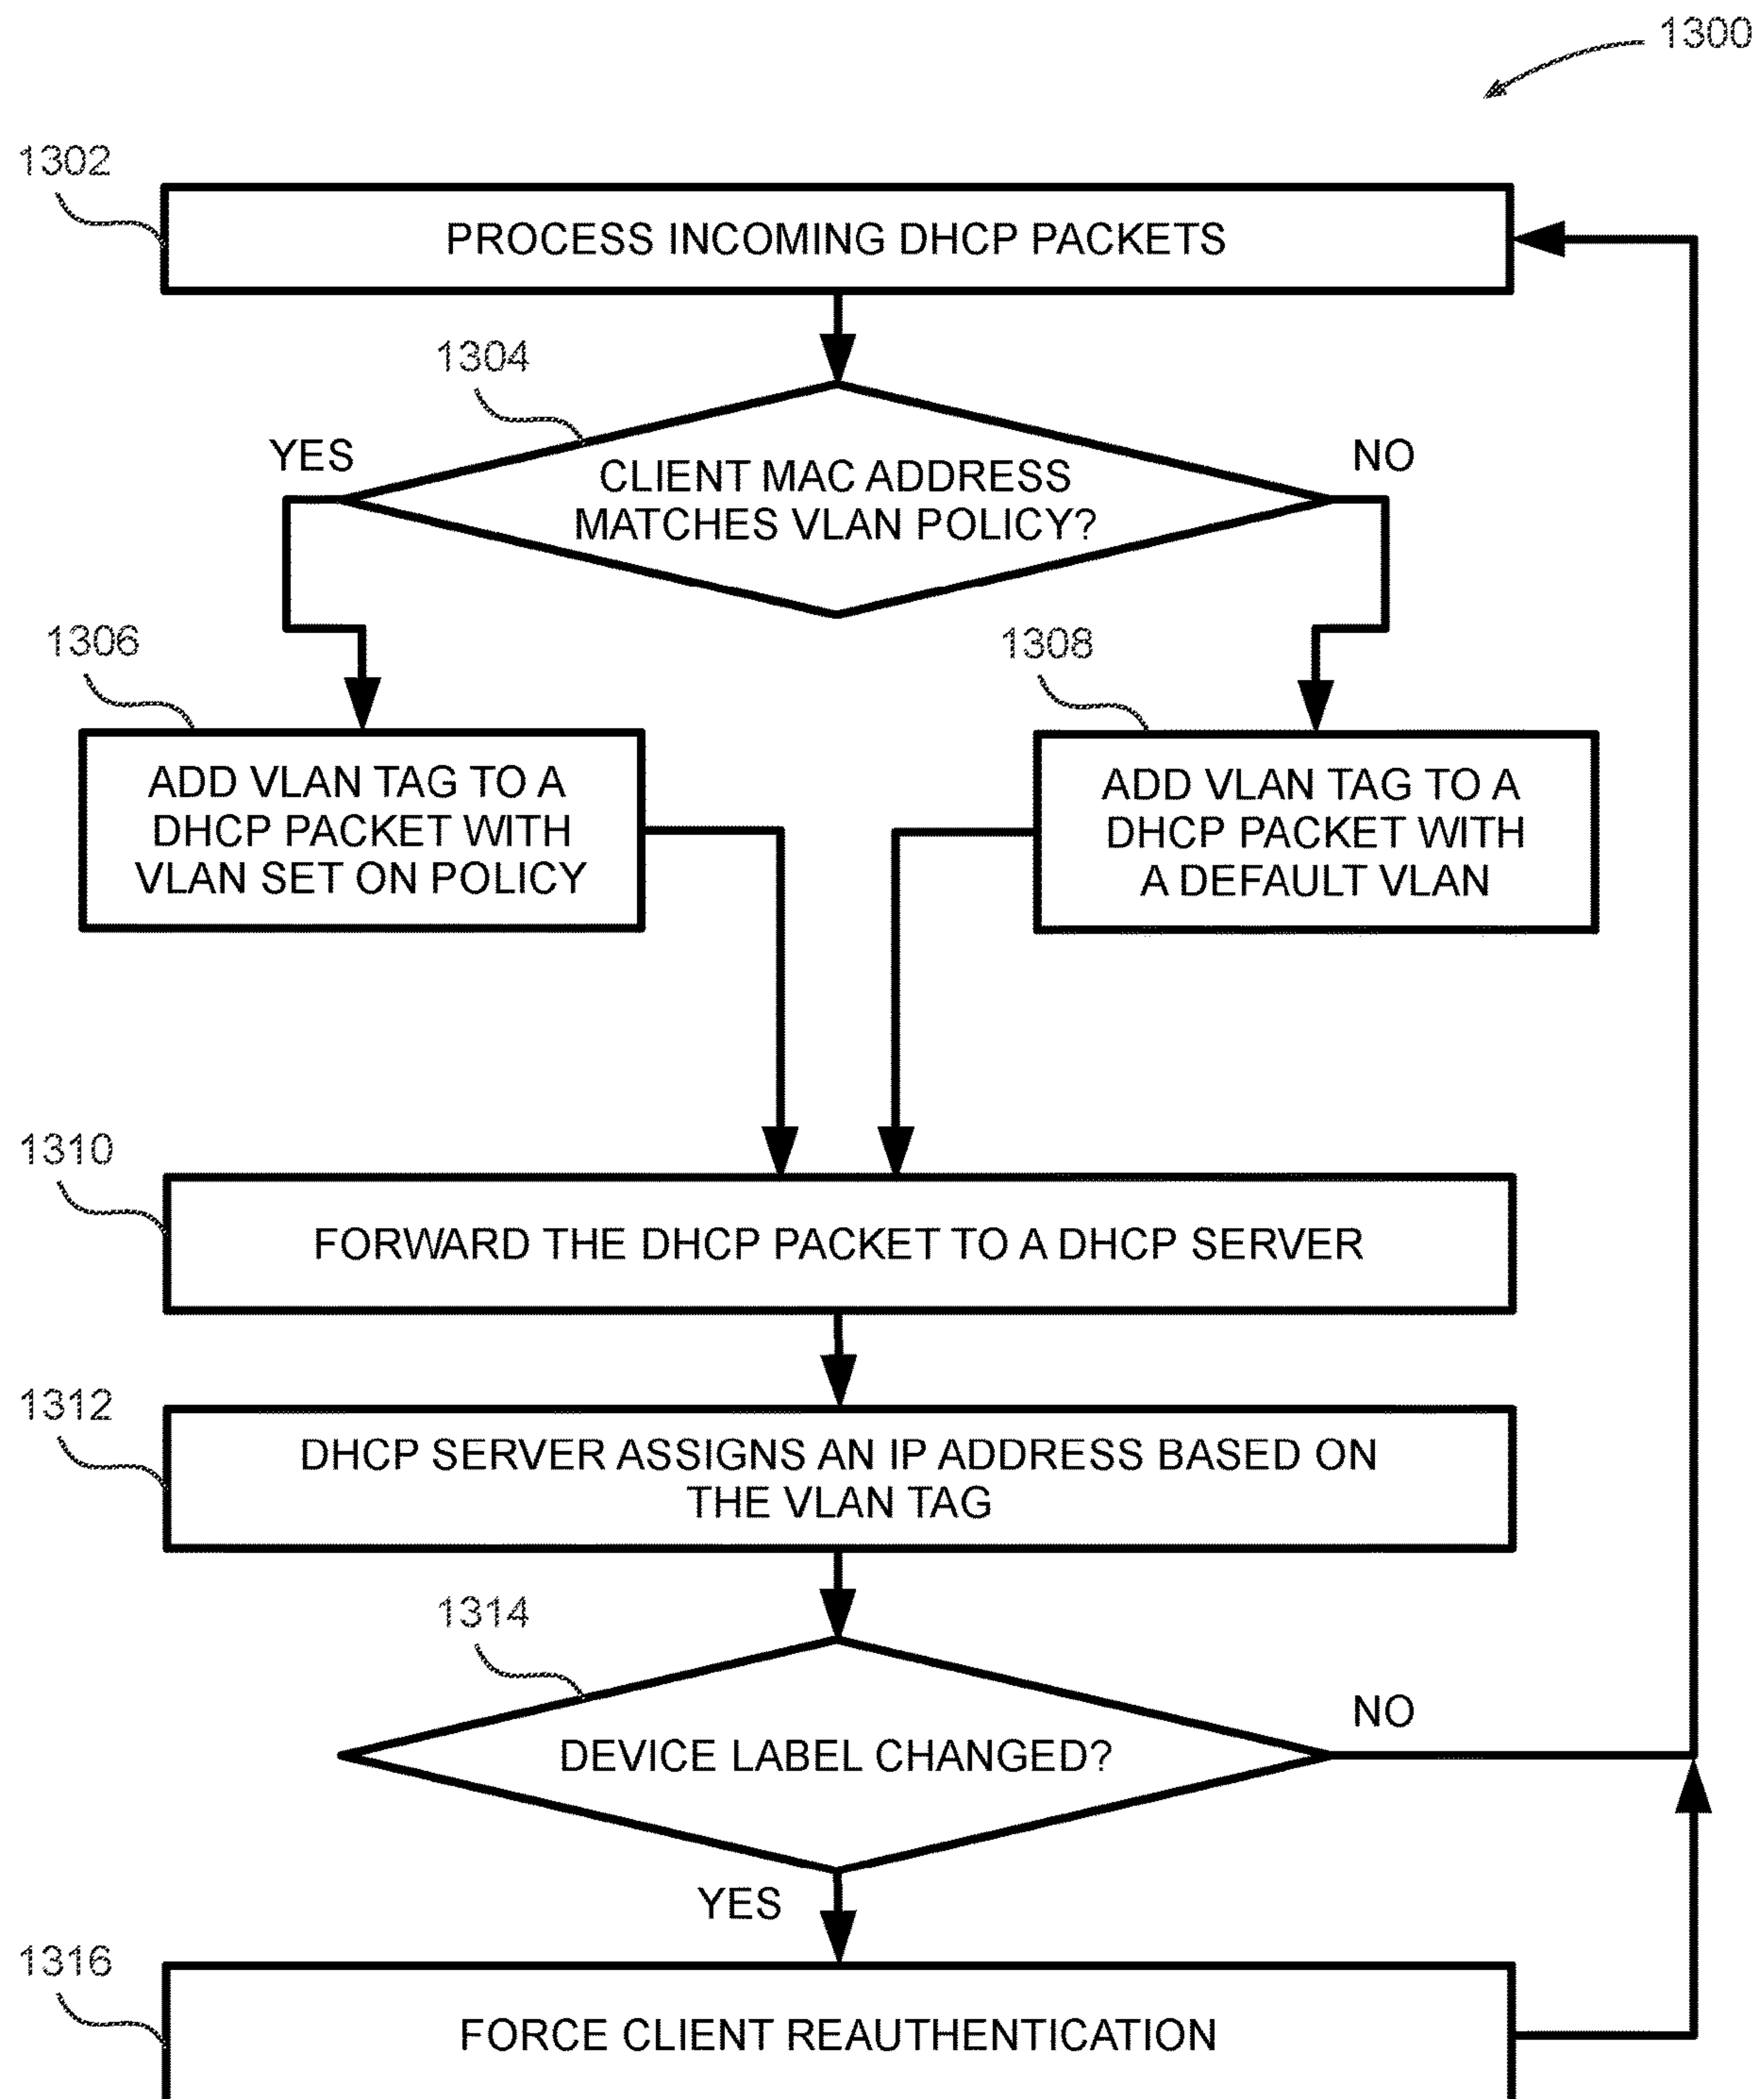 1300
1302
PROCESS INCOMING DHCP PACKETS
1304
YES
NO
CLIENT MAC ADDRESS
MATCHES VLAN POLICY?
1306
1308
ADD VLAN TAG TO A
DHCP PACKET WITH
VLAN SET ON POLICY
ADD VLAN TAG TO A
DHCP PACKET WITH
A DEFAULT VLAN
1310
FORWARD THE DHCP PACKET TO A DHCP SERVER
1312
DHCP SERVER ASSIGNS AN IP ADDRESS BASED ON
THE VLAN TAG
1314
NO
DEVICE LABEL CHANGED?
YES
1316
FORCE CLIENT REAUTHENTICATION